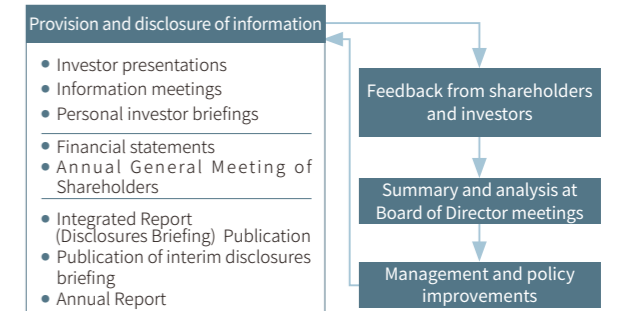 Provision and disclosure of information
• Investor presentations
• Information meetings
• Personal investor briefings
• Financial statements
• Annual General Meeting of
Shareholders
• Integrated Report
(Disclosures Briefing) Publication
• Publication of interim disclosures
briefing
• Annual Report
Feedback from shareholders
and investors
Summary and analysis at
Board of Director meetings
Management and policy
improvements